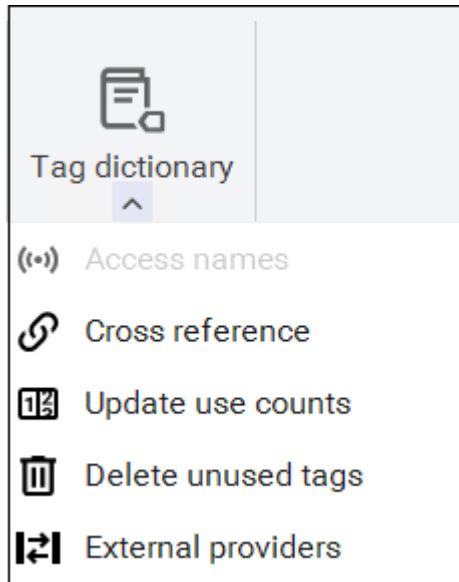 Tag dictionary
Access names
Cross reference
Update use counts
Delete unused tags
External providers